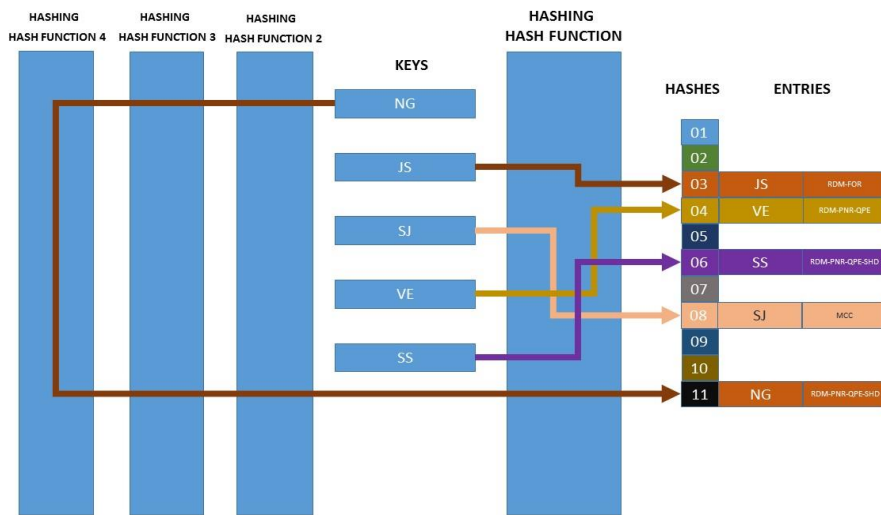 HASHING
HASH FUNCTION 4
HASHING
HASH FUNCTION 3
HASHING
HASH FUNCTION 2
KEYS
NG
JS
SJ
VE
SS
HASHING
HASH FUNCTION
HASHES ENTRIES
01
02
03 JS RDM-FOR
04 VE RDM-PNR-QPE
05
06 SS RDM-PNR-QPE-SHD
07
08 SJ MCC
09
10
11 NG RDM-PNR-QPE-SHD